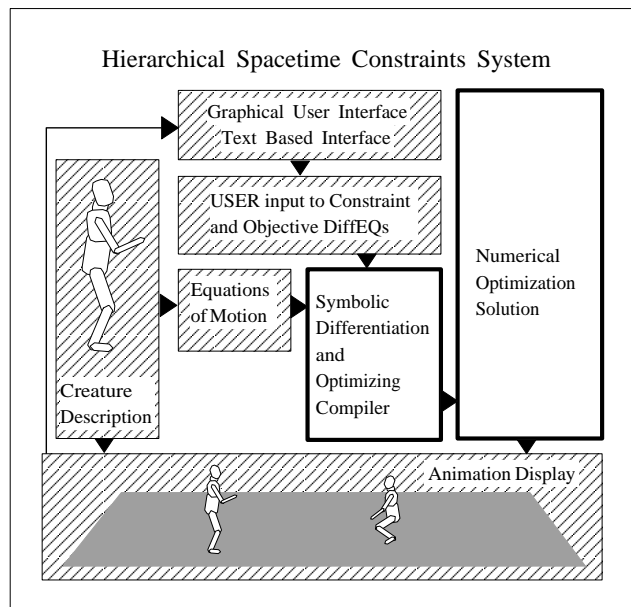 Hierarchical Spacetime Constraints System
Graphical User Interface
Text Based Interface
USER input to Constraint
and Objective DiffEQs
Equations
of Motion
Symbolic
Differentiation
and
Optimizing
Compiler
Numerical
Optimization
Solution
Creature
Description
Animation Display